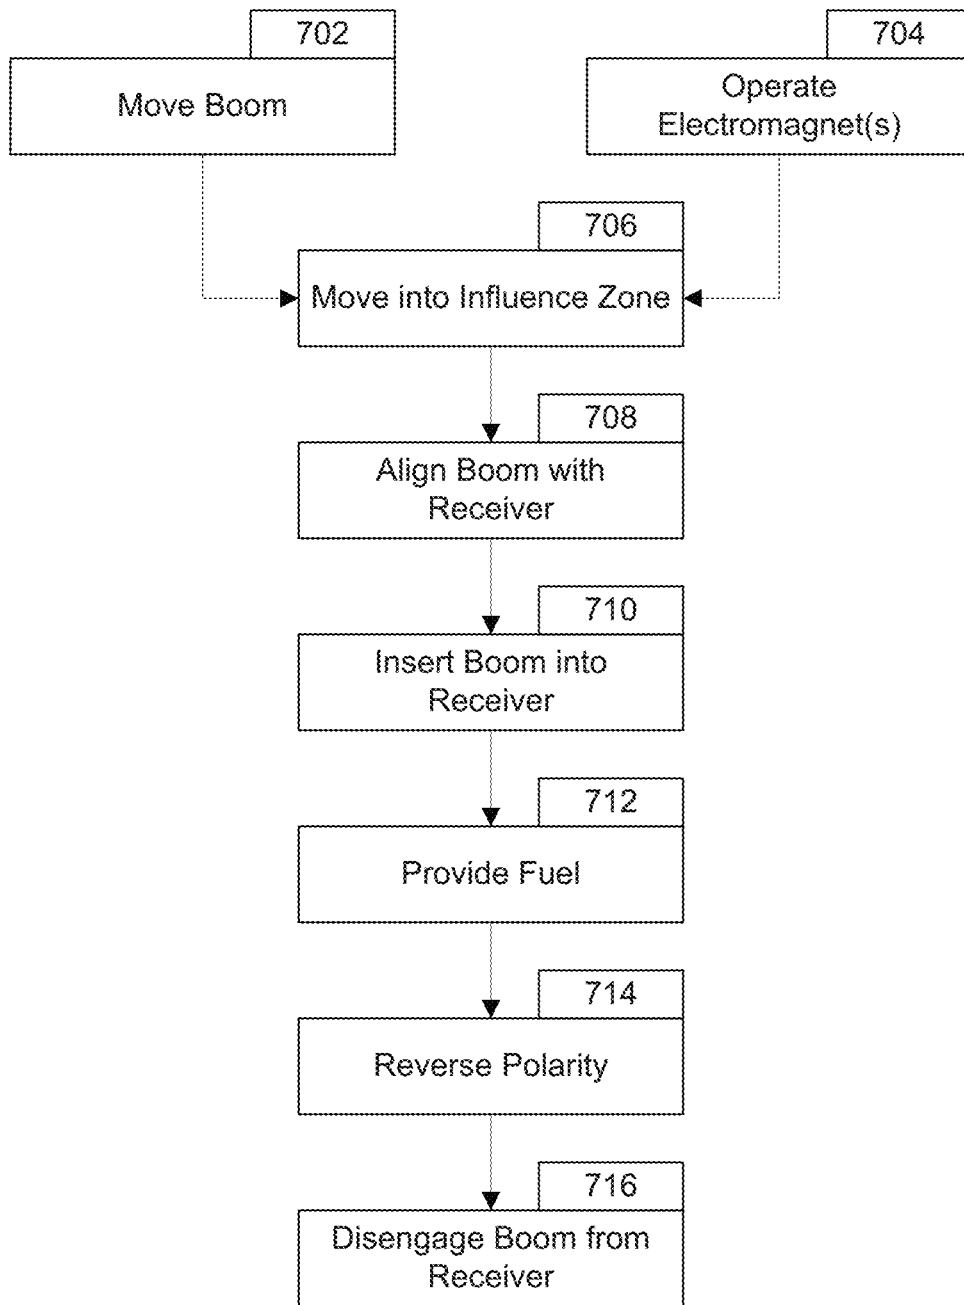 702
Move Boom
704
Operate
Electromagnet(s)
706
Move into Influence Zone
708
Align Boom with
Receiver
710
Insert Boom into
Receiver
712
Provide Fuel
714
Reverse Polarity
716
Disengage Boom from
Receiver